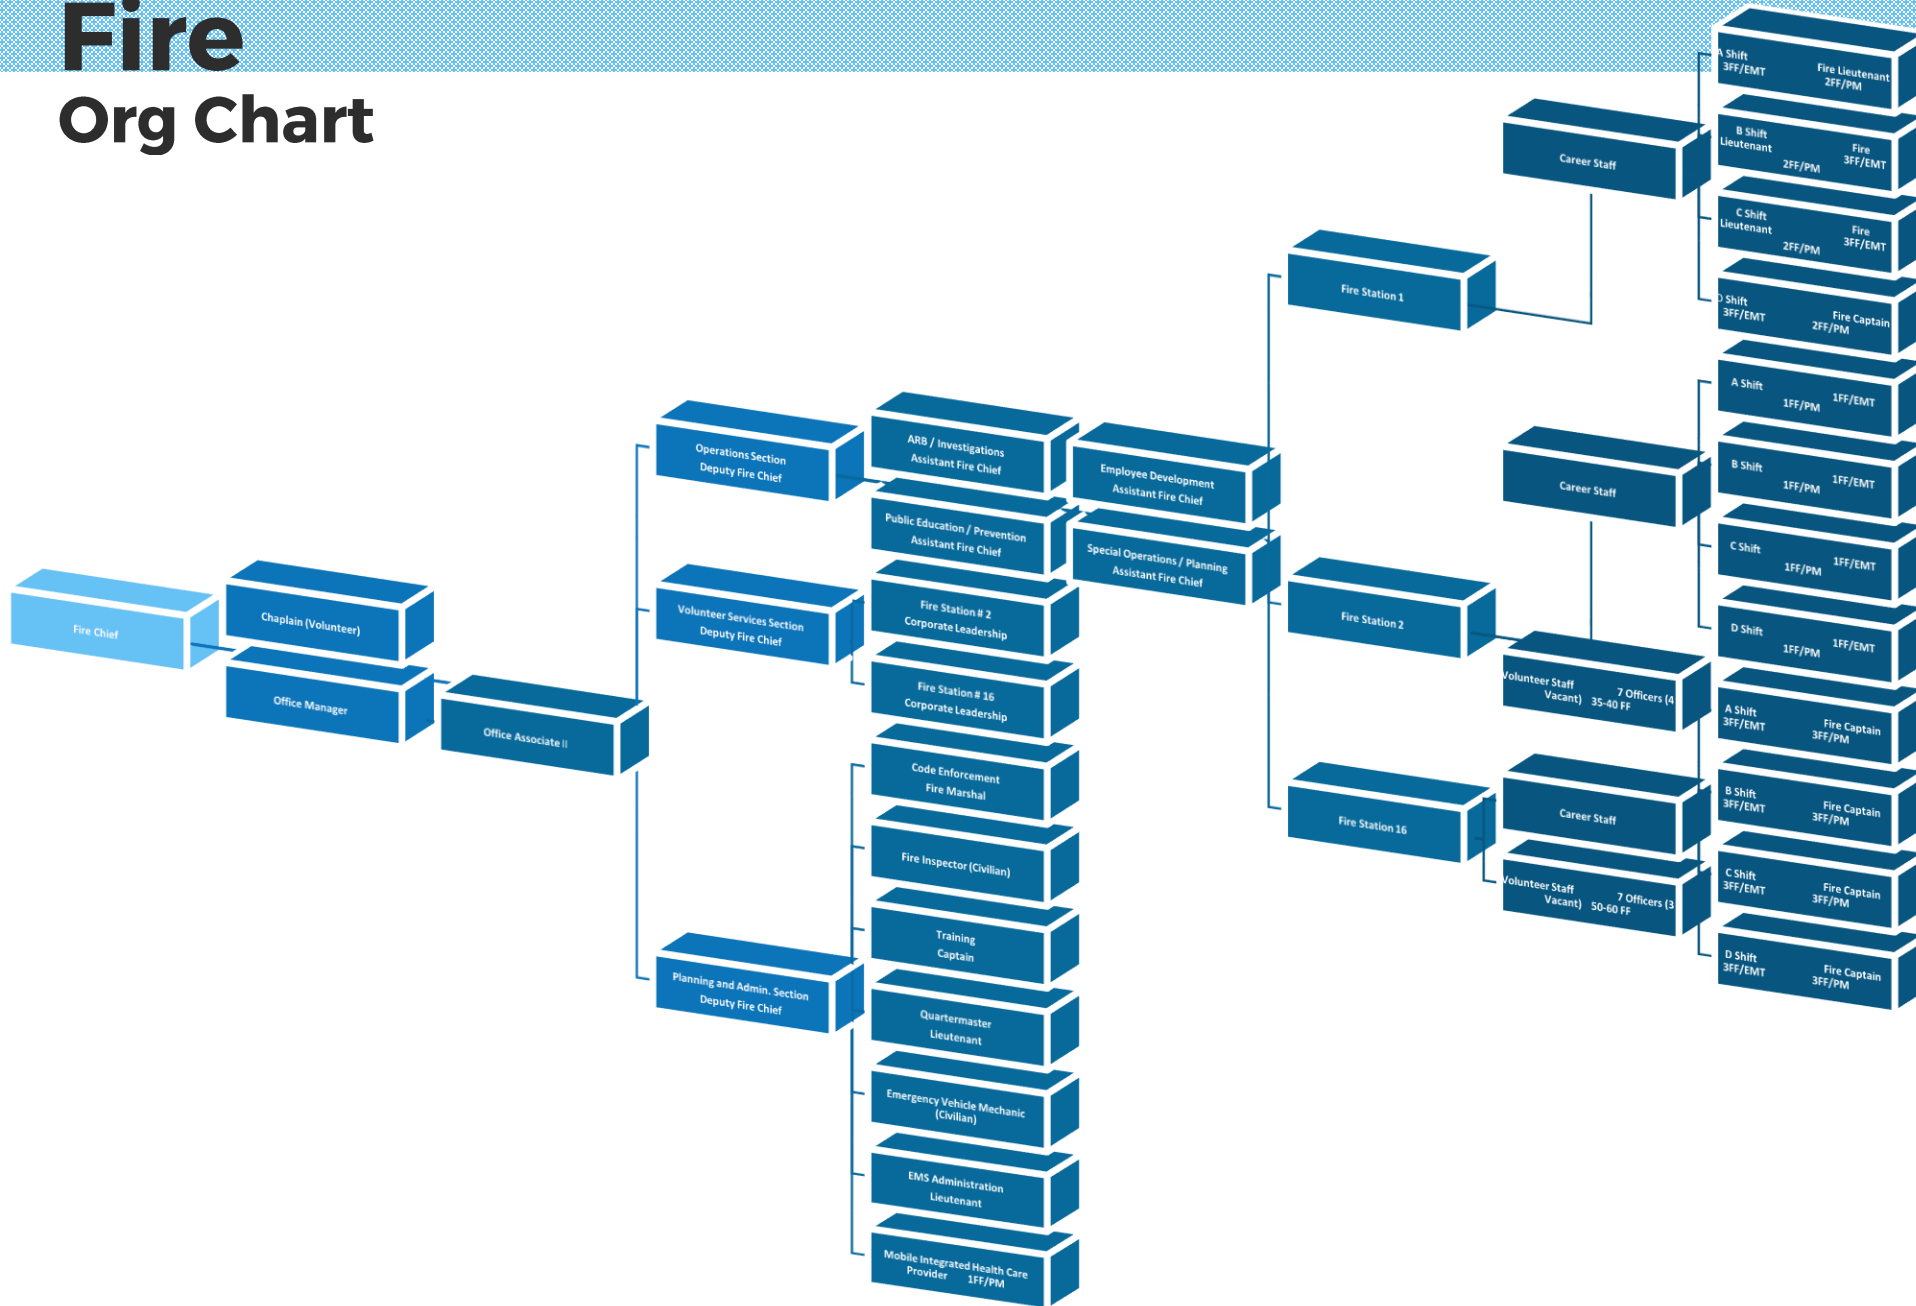 Fire
Org Chart
Fire Chief
Chaplain (Volunteer)
Office Manager
Office Associate II
Operations Section
Deputy Fire Chief
Volunteer Services Section
Deputy Fire Chief
Planning and Admin. Section
Deputy Fire Chief
ARB / Investigations
Assistant Fire Chief
Public Education / Prevention
Assistant Fire Chief
Employee Development
Assistant Fire Chief
Special Operations / Planning
Assistant Fire Chief
Fire Station # 2
Corporate Leadership
Fire Station # 16
Corporate Leadership
Code Enforcement
Fire Marshal
Fire Inspector (Civilian)
Training
Captain
Quartermaster
Lieutenant
Emergency Vehicle Mechanic
(Civilian)
EMS Administration
Lieutenant
Mobile Integrated Health Care
Provider 1FF/PM
Fire Station 1
Career Staff
A Shift Fire Lieutenant
3FF/EMT 2FF/PM
B Shift Fire
Lieutenant 3FF/EMT
2FF/PM
C Shift Fire
Lieutenant 3FF/EMT
2FF/PM
D Shift Fire Captain
3FF/EMT 2FF/PM
Fire Station 2
Career Staff
A Shift 1FF/EMT
1FF/PM
B Shift 1FF/EMT
1FF/PM
C Shift 1FF/EMT
1FF/PM
D Shift 1FF/EMT
1FF/PM
Volunteer Staff 7 Officers (4
Vacant) 35-40 FF
Fire Station 16
Career Staff
A Shift Fire Captain
3FF/EMT 3FF/PM
B Shift Fire Captain
3FF/EMT 3FF/PM
C Shift Fire Captain
3FF/EMT 3FF/PM
D Shift Fire Captain
3FF/EMT 3FF/PM
Volunteer Staff 7 Officers (3
Vacant) 50-60 FF